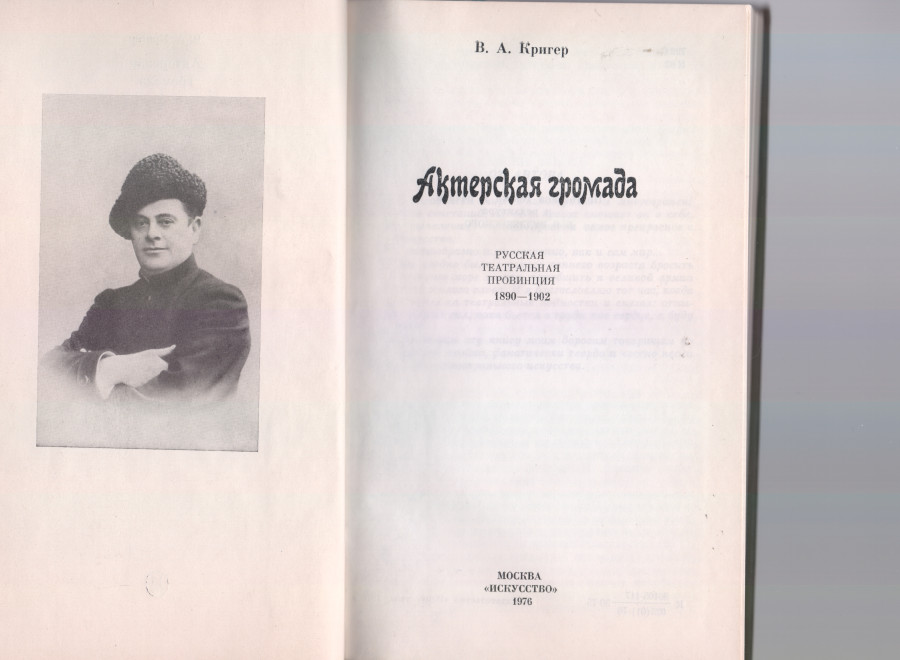 В. А. Кригер
Актерская громада
РУССКАЯ
ТЕАТРАЛЬНАЯ
ПРОВИНЦИЯ
1890—1902
МОСКВА
«ИСКУССТВО»
1976